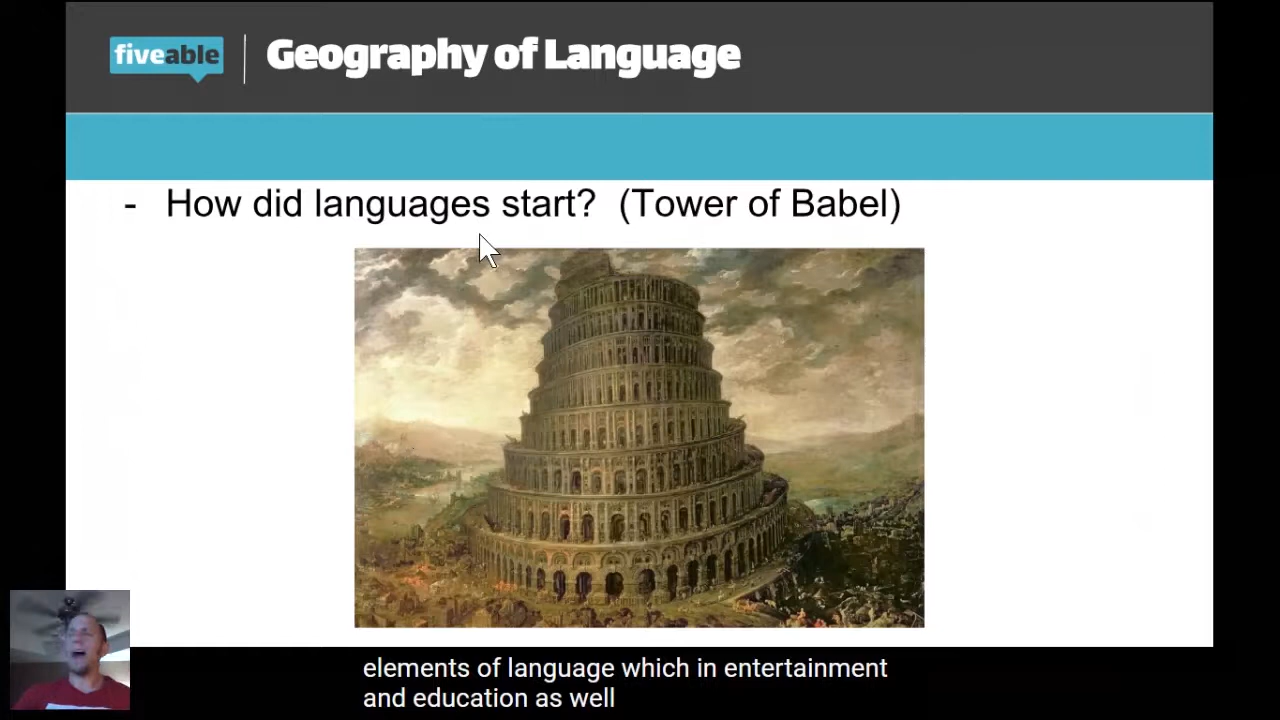 fiveable
Geography of Language
- How did languages start? (Tower of Babel)
elements of language which in entertainment
and education as well